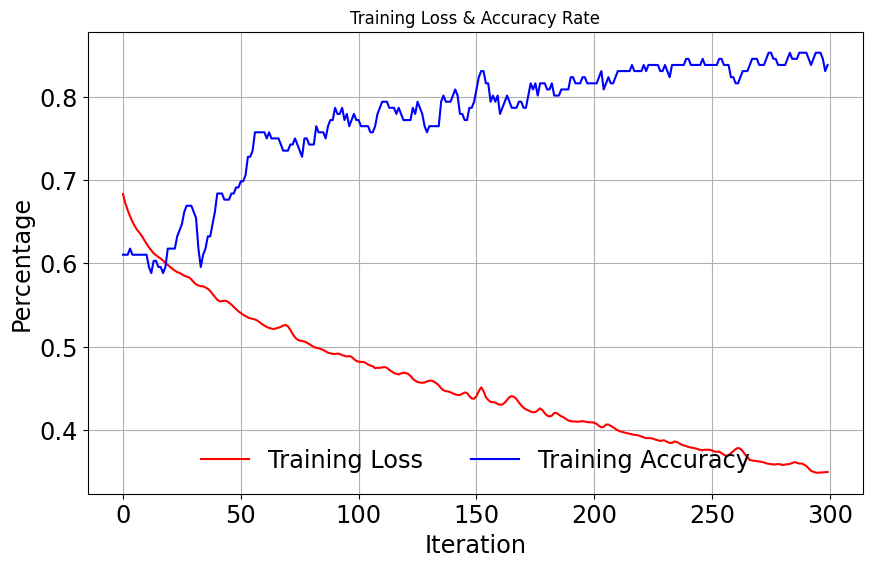 Training Loss & Accuracy Rate
Percentage
0.8
0.7
0.6
0.5
0.4
Training Loss
Training Accuracy
0 50 100 150 200 250 300
Iteration